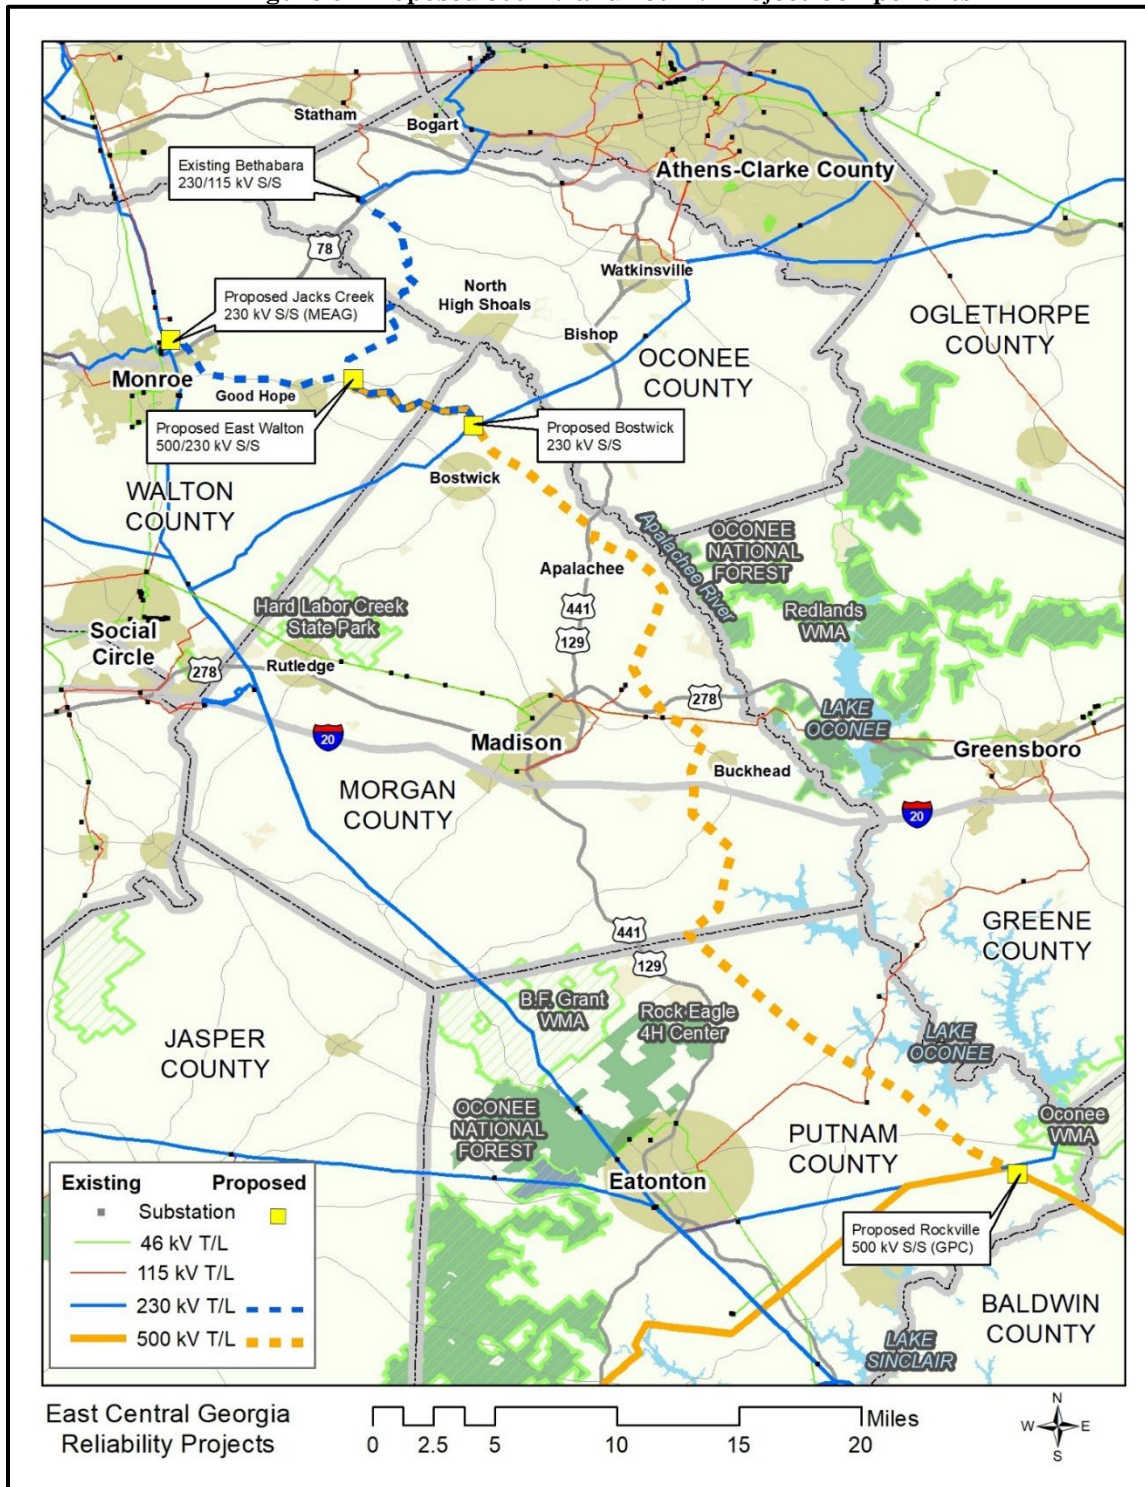 Statham
Bogart
Existing Bethabara
230/115 kV S/S
Athens-Clarke County
78
Watkinsville
North
High Shoals
Proposed Jacks Creek
230 kV S/S (MEAG)
Bishop
OGLETHORPE
COUNTY
OCONEE
COUNTY
Monroe
Good Hope
Proposed East Walton
500/230 kV S/S
Proposed Bostwick
230 kV S/S
Bostwick
WALTON
COUNTY
Apalachee River
OCONEE
NATIONAL
FOREST
Apalachee
441
129
Hard Labor Creek
State Park
Redlands
WMA
Social
Circle
278
Rutledge
278
LAKE
OCONEE
20
Madison
Greensboro
Buckhead
MORGAN
COUNTY
20
441
129
GREENE
COUNTY
B.F. Grant
WMA
Rock Eagle
4H Center
JASPER
COUNTY
LAKE
OCONEE
OCONEE
NATIONAL
FOREST
Oconee
WMA
PUTNAM
COUNTY
Eatonton
Proposed Rockville
500 kV S/S (GPC)
BALDWIN
COUNTY
LAKE
SINCLAIR
Existing Proposed
Substation
46 kV T/L
115 kV T/L
230 kV T/L
500 kV T/L
East Central Georgia
Reliability Projects
Miles
0 2.5 5 10 15 20
N
W E
S